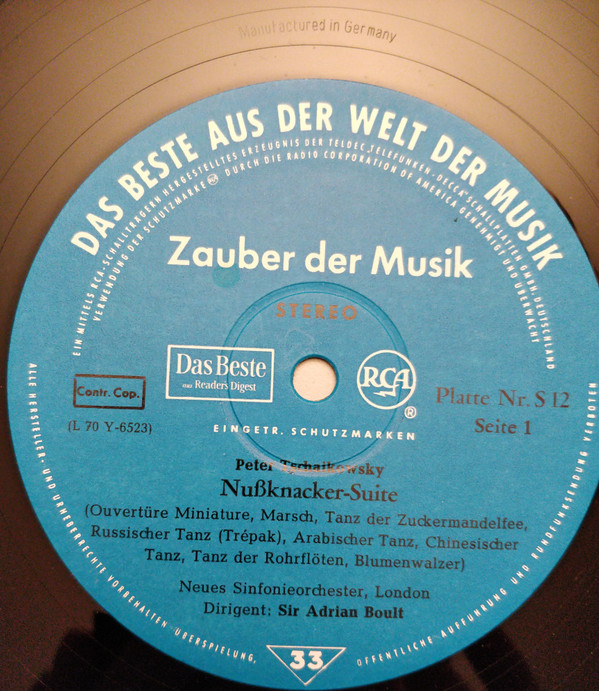 Manufactured in Germany
DAS BESTE AUS DER WELT DER MUSIK
EIN MITTELS RCA-SCHALLTRÄGERN HERGESTELLTES ERZEUGNIS DER TELDEC „TELEFUNKEN-DECCA" SCHALLPLATTEN GMBH, DEUTSCHLAND
VERWENDUNG DER SCHUTZMARKE RCA DURCH DIE RADIO CORPORATION OF AMERICA GENEHMIGT UND ÜBERWACHT
Zauber der Musik
STEREO
Das Beste
aus Reader's Digest
RCA
®
Contr. Cop.
Platte Nr. S 12
(L 70 Y-6523)
Seite 1
EINGETR. SCHUTZMARKEN
Peter Tschaikowsky
Nußknacker-Suite
(Ouvertüre Miniature, Marsch, Tanz der Zuckermandelfee,
Russischer Tanz (Trépak), Arabischer Tanz, Chinesischer
Tanz, Tanz der Rohrflöten, Blumenwalzer)
Neues Sinfonieorchester, London
Dirigent: Sir Adrian Boult
ALLE HERSTELLER- UND URHEBERRECHTE VORBEHALTEN · ÜBERSPIELUNG,
33
ÖFFENTLICHE AUFFÜHRUNG UND RUNDFUNKSENDUNG VERBOTEN